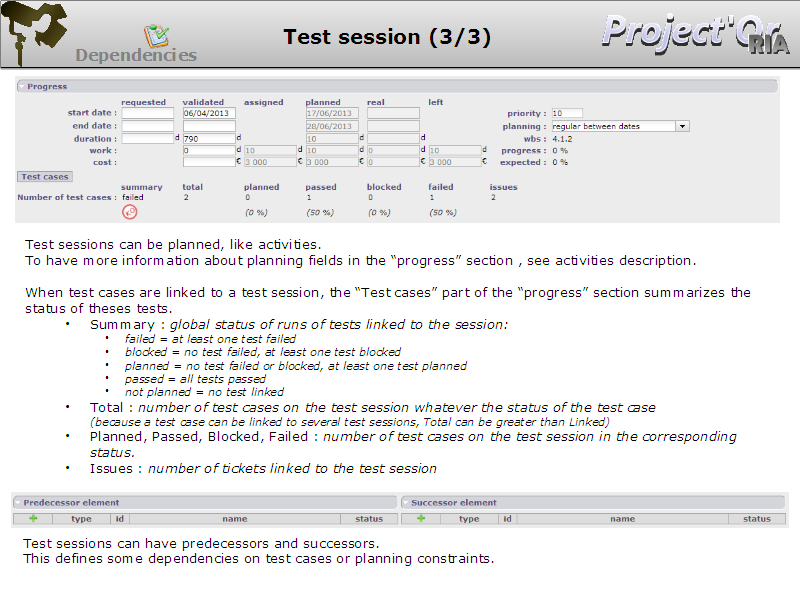 Dependencies
Test session (3/3)
Project'Or
RIA
Progress
requested validated assigned planned real left
start date : 06/04/2013 17/06/2013 priority : 10
end date : 28/06/2013 planning : regular between dates
duration : d 790 d 10 d d wbs : 4.1.2
work : 0 d 10 d 10 d 0 d 10 d progress : 0 %
cost : € 3 000 € 3 000 € 0 € 3 000 € expected : 0 %
Test cases
summary total planned passed blocked failed issues
Number of test cases : failed 2 0 1 0 1 2
(0 %) (50 %) (0 %) (50 %)
Test sessions can be planned, like activities.
To have more information about planning fields in the “progress” section , see activities description.
When test cases are linked to a test session, the “Test cases” part of the “progress” section summarizes the
status of theses tests.
• Summary : global status of runs of tests linked to the session:
• failed = at least one test failed
• blocked = no test failed, at least one test blocked
• planned = no test failed or blocked, at least one test planned
• passed = all tests passed
• not planned = no test linked
• Total : number of test cases on the test session whatever the status of the test case
(because a test case can be linked to several test sessions, Total can be greater than Linked)
• Planned, Passed, Blocked, Failed : number of test cases on the test session in the corresponding
status.
• Issues : number of tickets linked to the test session
Predecessor element Successor element
type id name status type id name status
Test sessions can have predecessors and successors.
This defines some dependencies on test cases or planning constraints.